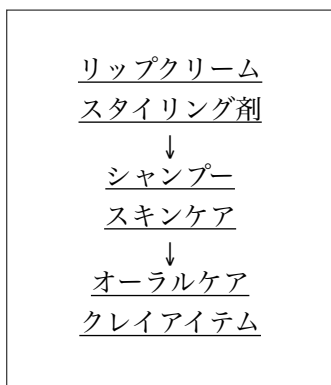 リップクリーム
スタイリング剤
↓
シャンプー
スキンケア
↓
オーラルケア
クレイアイテム